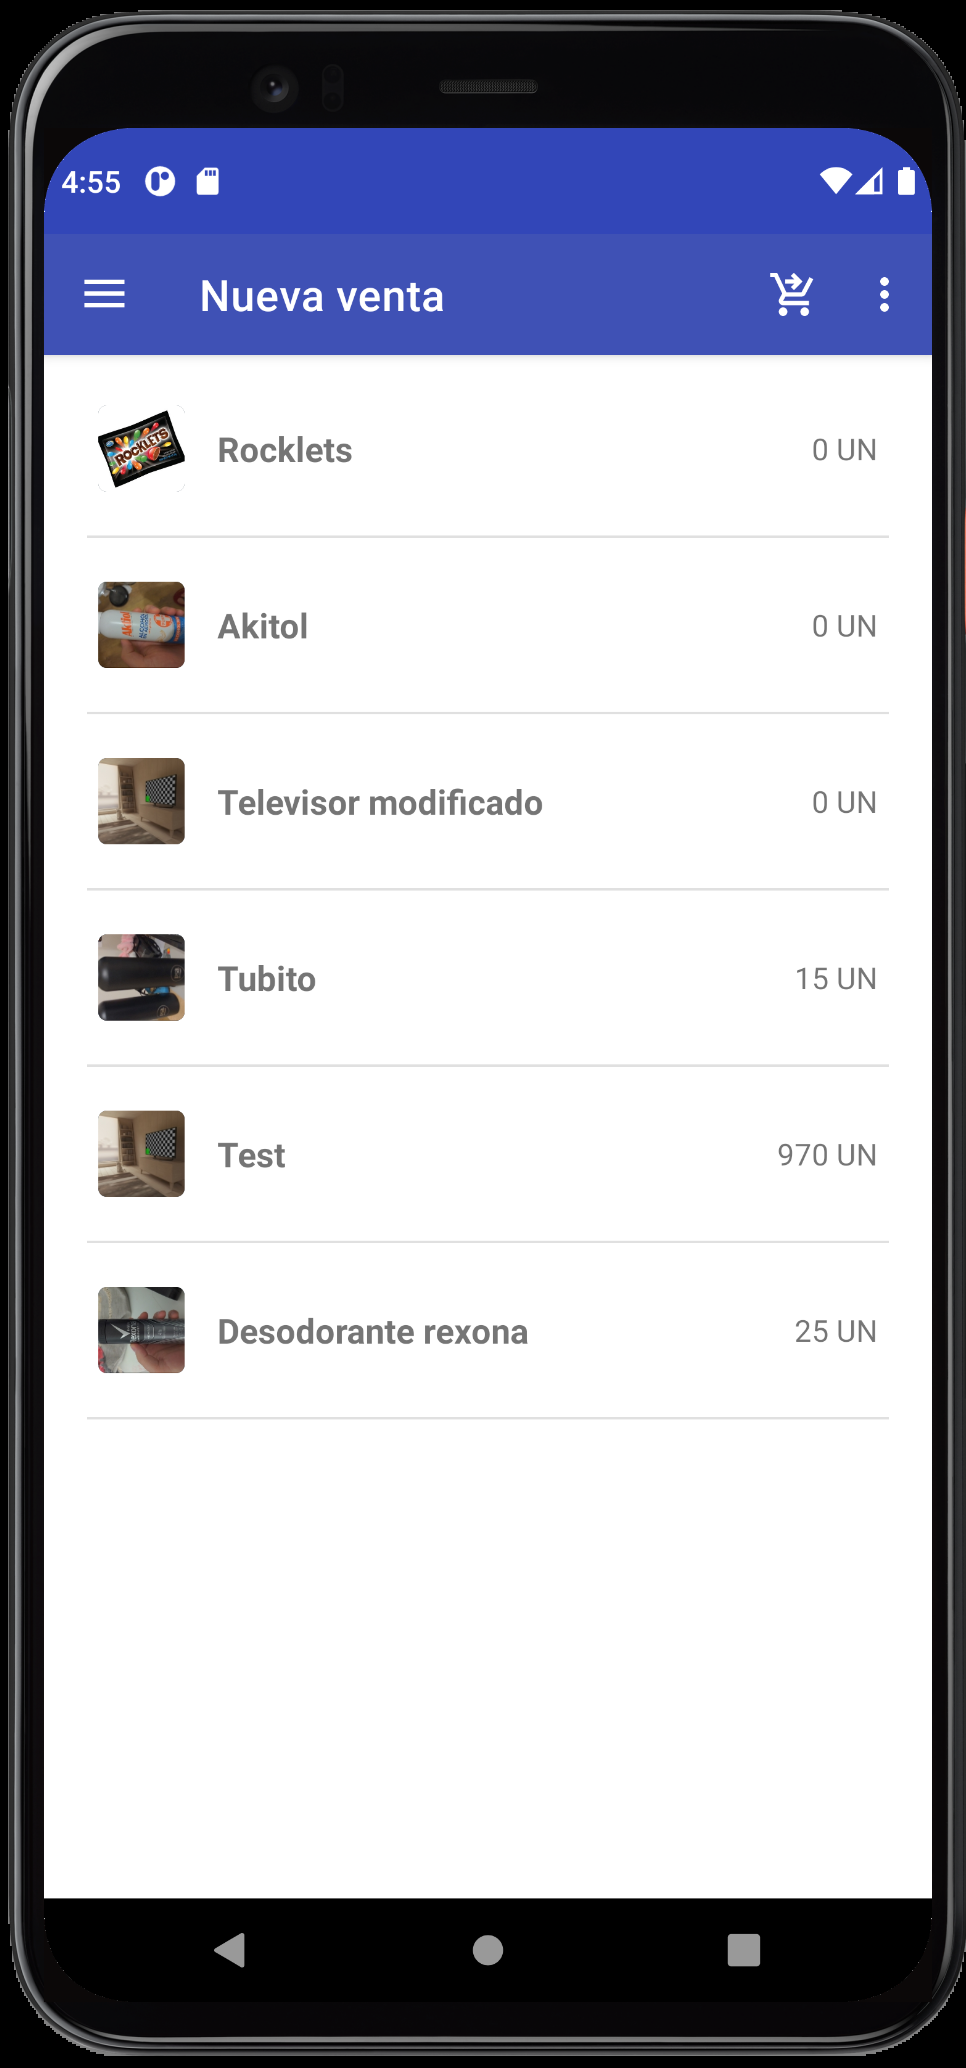 4:55
Nueva venta
ROCKLETS
Rocklets 0 UN
Akitol 0 UN
Televisor modificado 0 UN
Tubito 15 UN
Test 970 UN
Desodorante rexona 25 UN